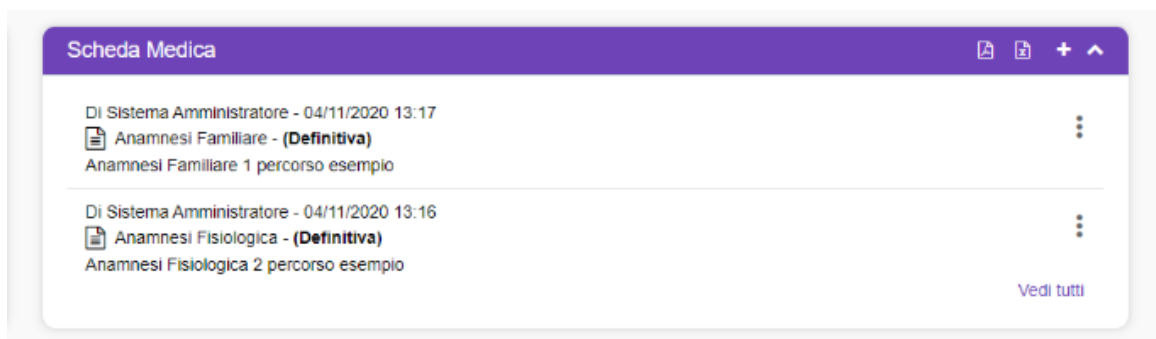 Scheda Medica
Di Sistema Amministratore - 04/11/2020 13:17
Anamnesi Familiare - (Definitiva)
Anamnesi Familiare 1 percorso esempio
Di Sistema Amministratore - 04/11/2020 13:16
Anamnesi Fisiologica - (Definitiva)
Anamnesi Fisiologica 2 percorso esempio
Vedi tutti